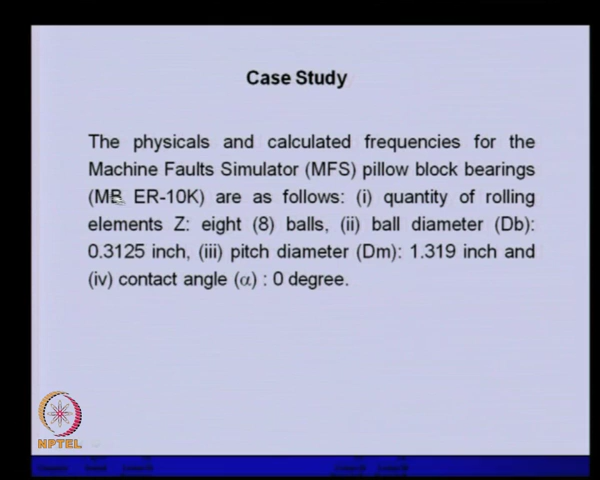 Case Study
The physicals and calculated frequencies for the
Machine Faults Simulator (MFS) pillow block bearings
(MB ER-10K) are as follows: (i) quantity of rolling
elements Z: eight (8) balls, (ii) ball diameter (Db):
0.3125 inch, (iii) pitch diameter (Dm): 1.319 inch and
(iv) contact angle (α) : 0 degree.
NPTEL